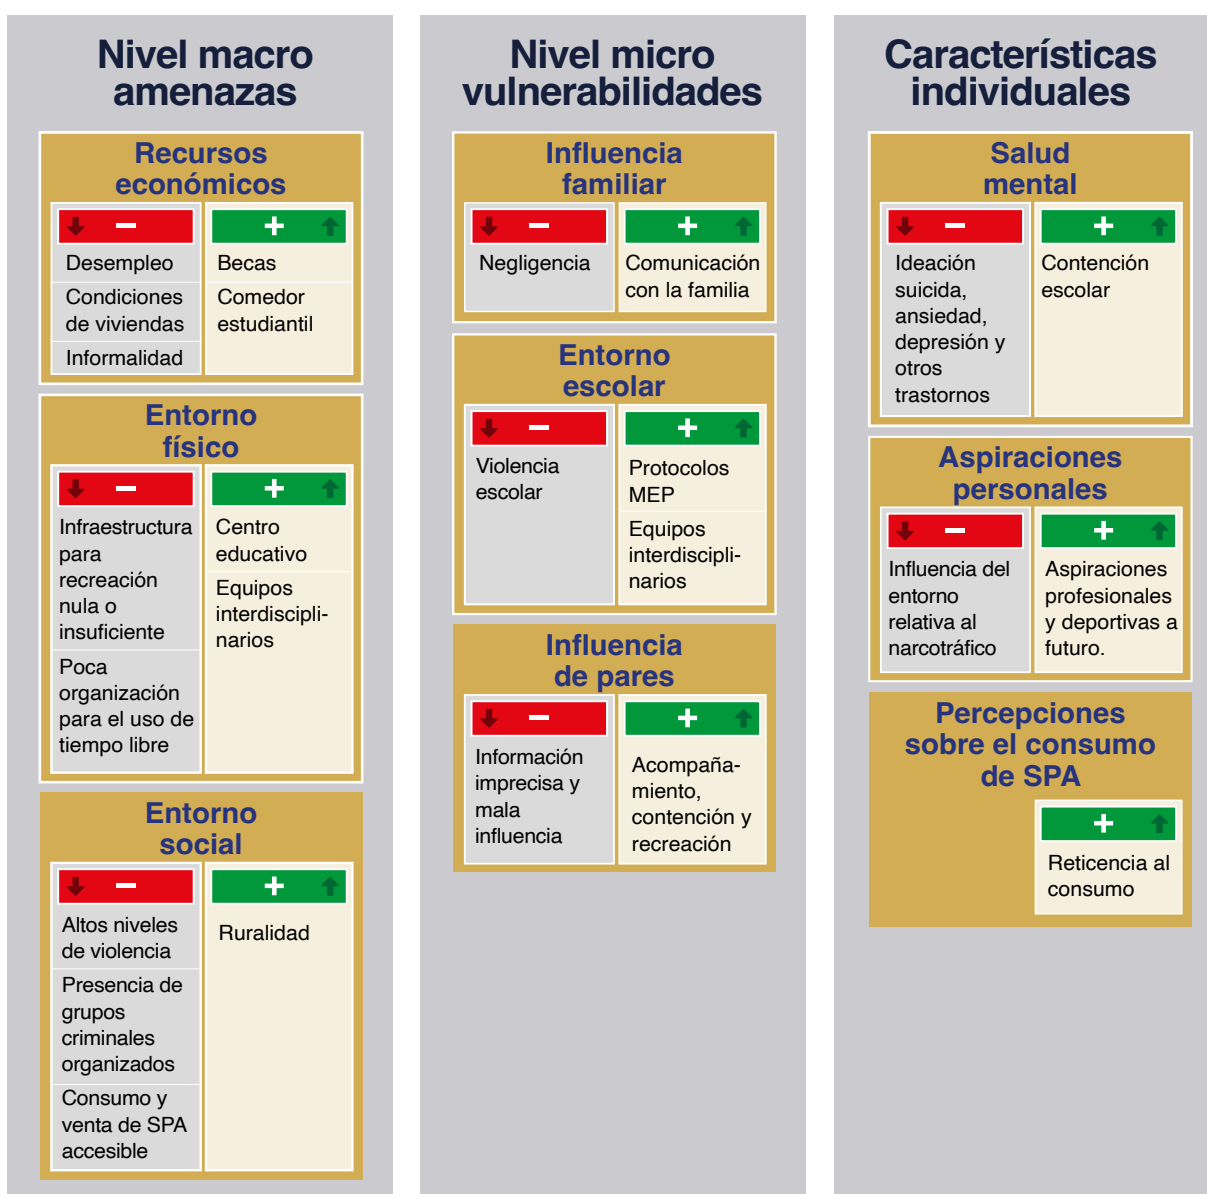 Nivel macro
amenazas
Recursos
económicos
−
+
Desempleo
Condiciones
de viviendas
Informalidad
Becas
Comedor
estudiantil
Entorno
físico
−
+
Infraestructura
para
recreación
nula o
insuficiente
Poca
organización
para el uso de
tiempo libre
Centro
educativo
Equipos
interdiscipli-
narios
Entorno
social
−
+
Altos niveles
de violencia
Presencia de
grupos
criminales
organizados
Consumo y
venta de SPA
accesible
Ruralidad
Nivel micro
vulnerabilidades
Influencia
familiar
−
+
Negligencia
Comunicación
con la familia
Entorno
escolar
−
+
Violencia
escolar
Protocolos
MEP
Equipos
interdiscipli-
narios
Influencia
de pares
−
+
Información
imprecisa y
mala
influencia
Acompaña-
miento,
contención y
recreación
Características
individuales
Salud
mental
−
+
Ideación
suicida,
ansiedad,
depresión y
otros
trastornos
Contención
escolar
Aspiraciones
personales
−
+
Influencia del
entorno
relativa al
narcotráfico
Aspiraciones
profesionales
y deportivas a
futuro.
Percepciones
sobre el consumo
de SPA
+
Reticencia al
consumo